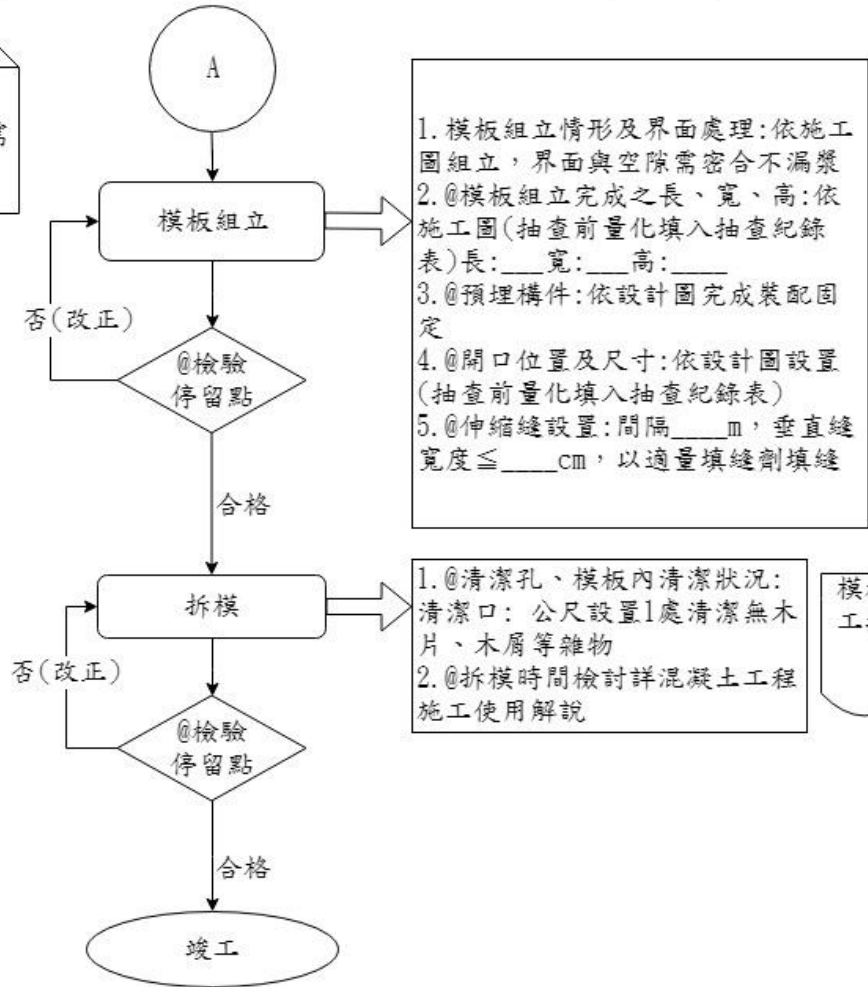 A
模板組立
1.模板組立情形及界面處理:依施工
圖組立，界面與空隙需密合不漏漿
2.@模板組立完成之長、寬、高:依
施工圖(抽查前量化填入抽查紀錄
表)長:___寬:___高:____
3.@預埋構件:依設計圖完成裝配固
定
4.@開口位置及尺寸:依設計圖設置
(抽查前量化填入抽查紀錄表)
5.@伸縮縫設置:間隔____m，垂直縫
寬度≦____cm，以適量填縫劑填縫
否(改正)
@檢驗
停留點
合格
拆模
1.@清潔孔、模板內清潔狀況:
清潔口: 公尺設置1處清潔無木
片、木屑等雜物
2.@拆模時間檢討詳混凝土工程
施工使用解說
否(改正)
@檢驗
停留點
合格
竣工